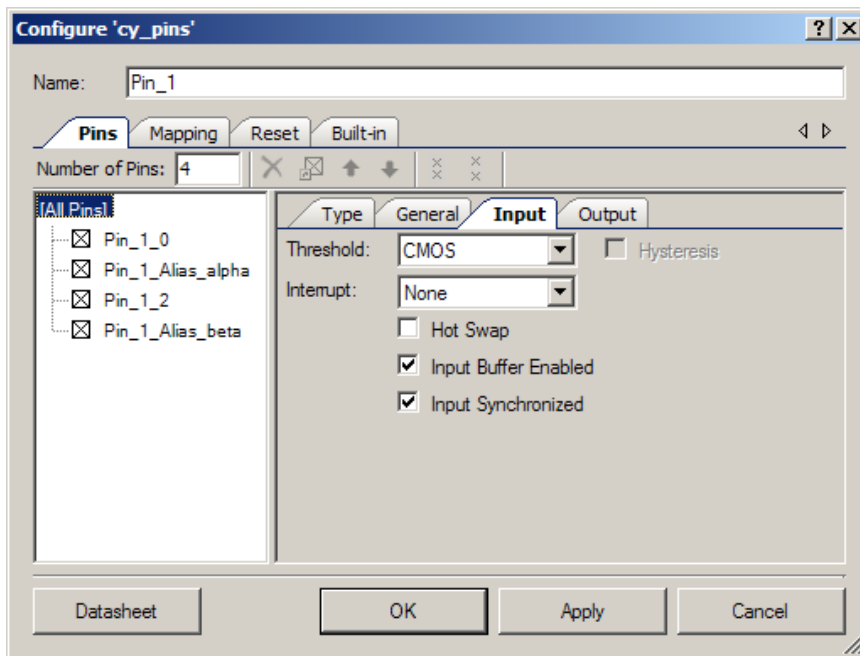 Configure 'cy_pins'
Name: Pin_1
Pins Mapping Reset Built-in
Number of Pins: 4
[All Pins]
Pin_1_0
Pin_1_Alias_alpha
Pin_1_2
Pin_1_Alias_beta
Type General Input Output
Threshold: CMOS Hysteresis
Interrupt: None
Hot Swap
Input Buffer Enabled
Input Synchronized
Datasheet OK Apply Cancel